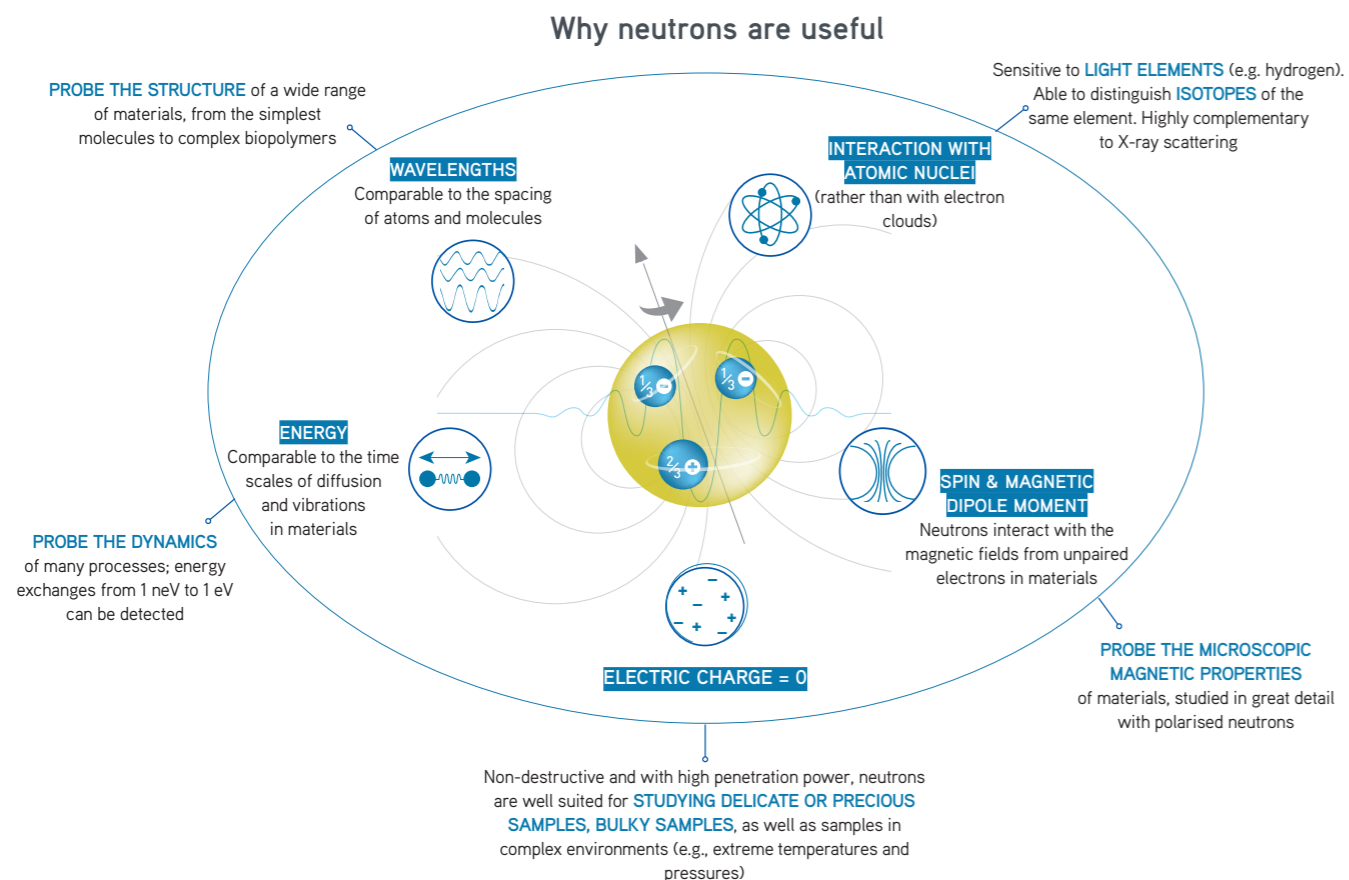 Why neutrons are useful
PROBE THE STRUCTURE of a wide range
of materials, from the simplest
molecules to complex biopolymers
Sensitive to LIGHT ELEMENTS (e.g. hydrogen).
Able to distinguish ISOTOPES of the
same element. Highly complementary
to X-ray scattering
WAVELENGTHS
Comparable to the spacing
of atoms and molecules
INTERACTION WITH
ATOMIC NUCLEI
(rather than with electron
clouds)
1/3 −
1/3 −
2/3 +
ENERGY
Comparable to the time
scales of diffusion
and vibrations
in materials
SPIN & MAGNETIC
DIPOLE MOMENT
Neutrons interact with the
magnetic fields from unpaired
electrons in materials
PROBE THE DYNAMICS
of many processes; energy
exchanges from 1 neV to 1 eV
can be detected
ELECTRIC CHARGE = 0
PROBE THE MICROSCOPIC
MAGNETIC PROPERTIES
of materials, studied in great detail
with polarised neutrons
Non-destructive and with high penetration power, neutrons
are well suited for STUDYING DELICATE OR PRECIOUS
SAMPLES, BULKY SAMPLES, as well as samples in
complex environments (e.g., extreme temperatures and
pressures)